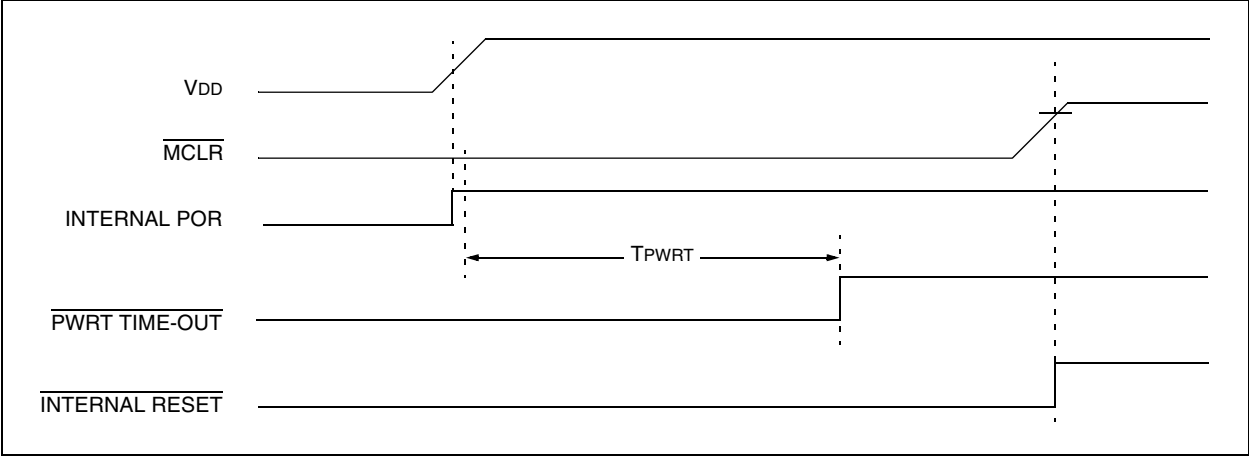 VDD
MCLR
INTERNAL POR
TPWRT
PWRT TIME-OUT
INTERNAL RESET